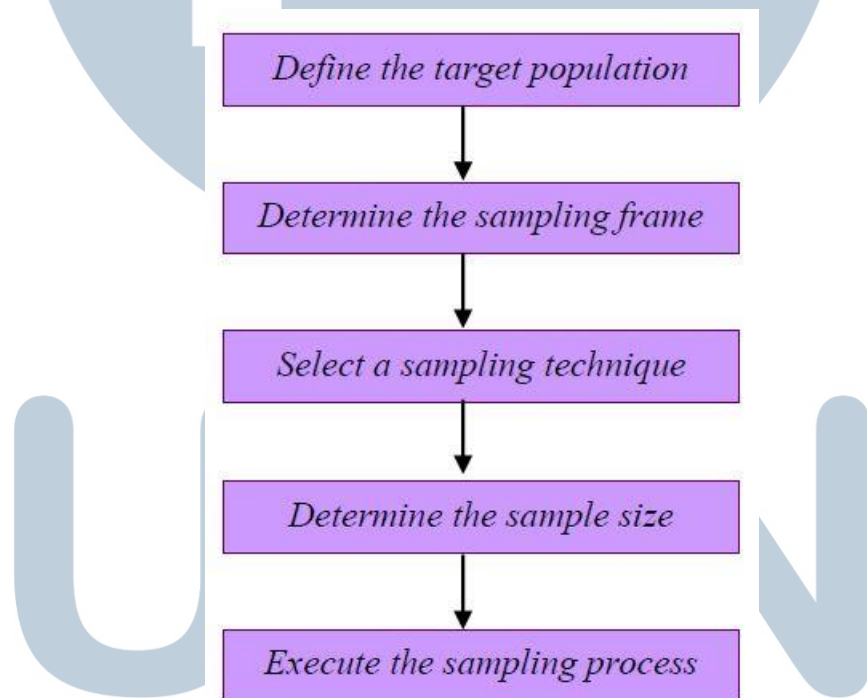 Define the target population
Determine the sampling frame
Select a sampling technique
Determine the sample size
Execute the sampling process